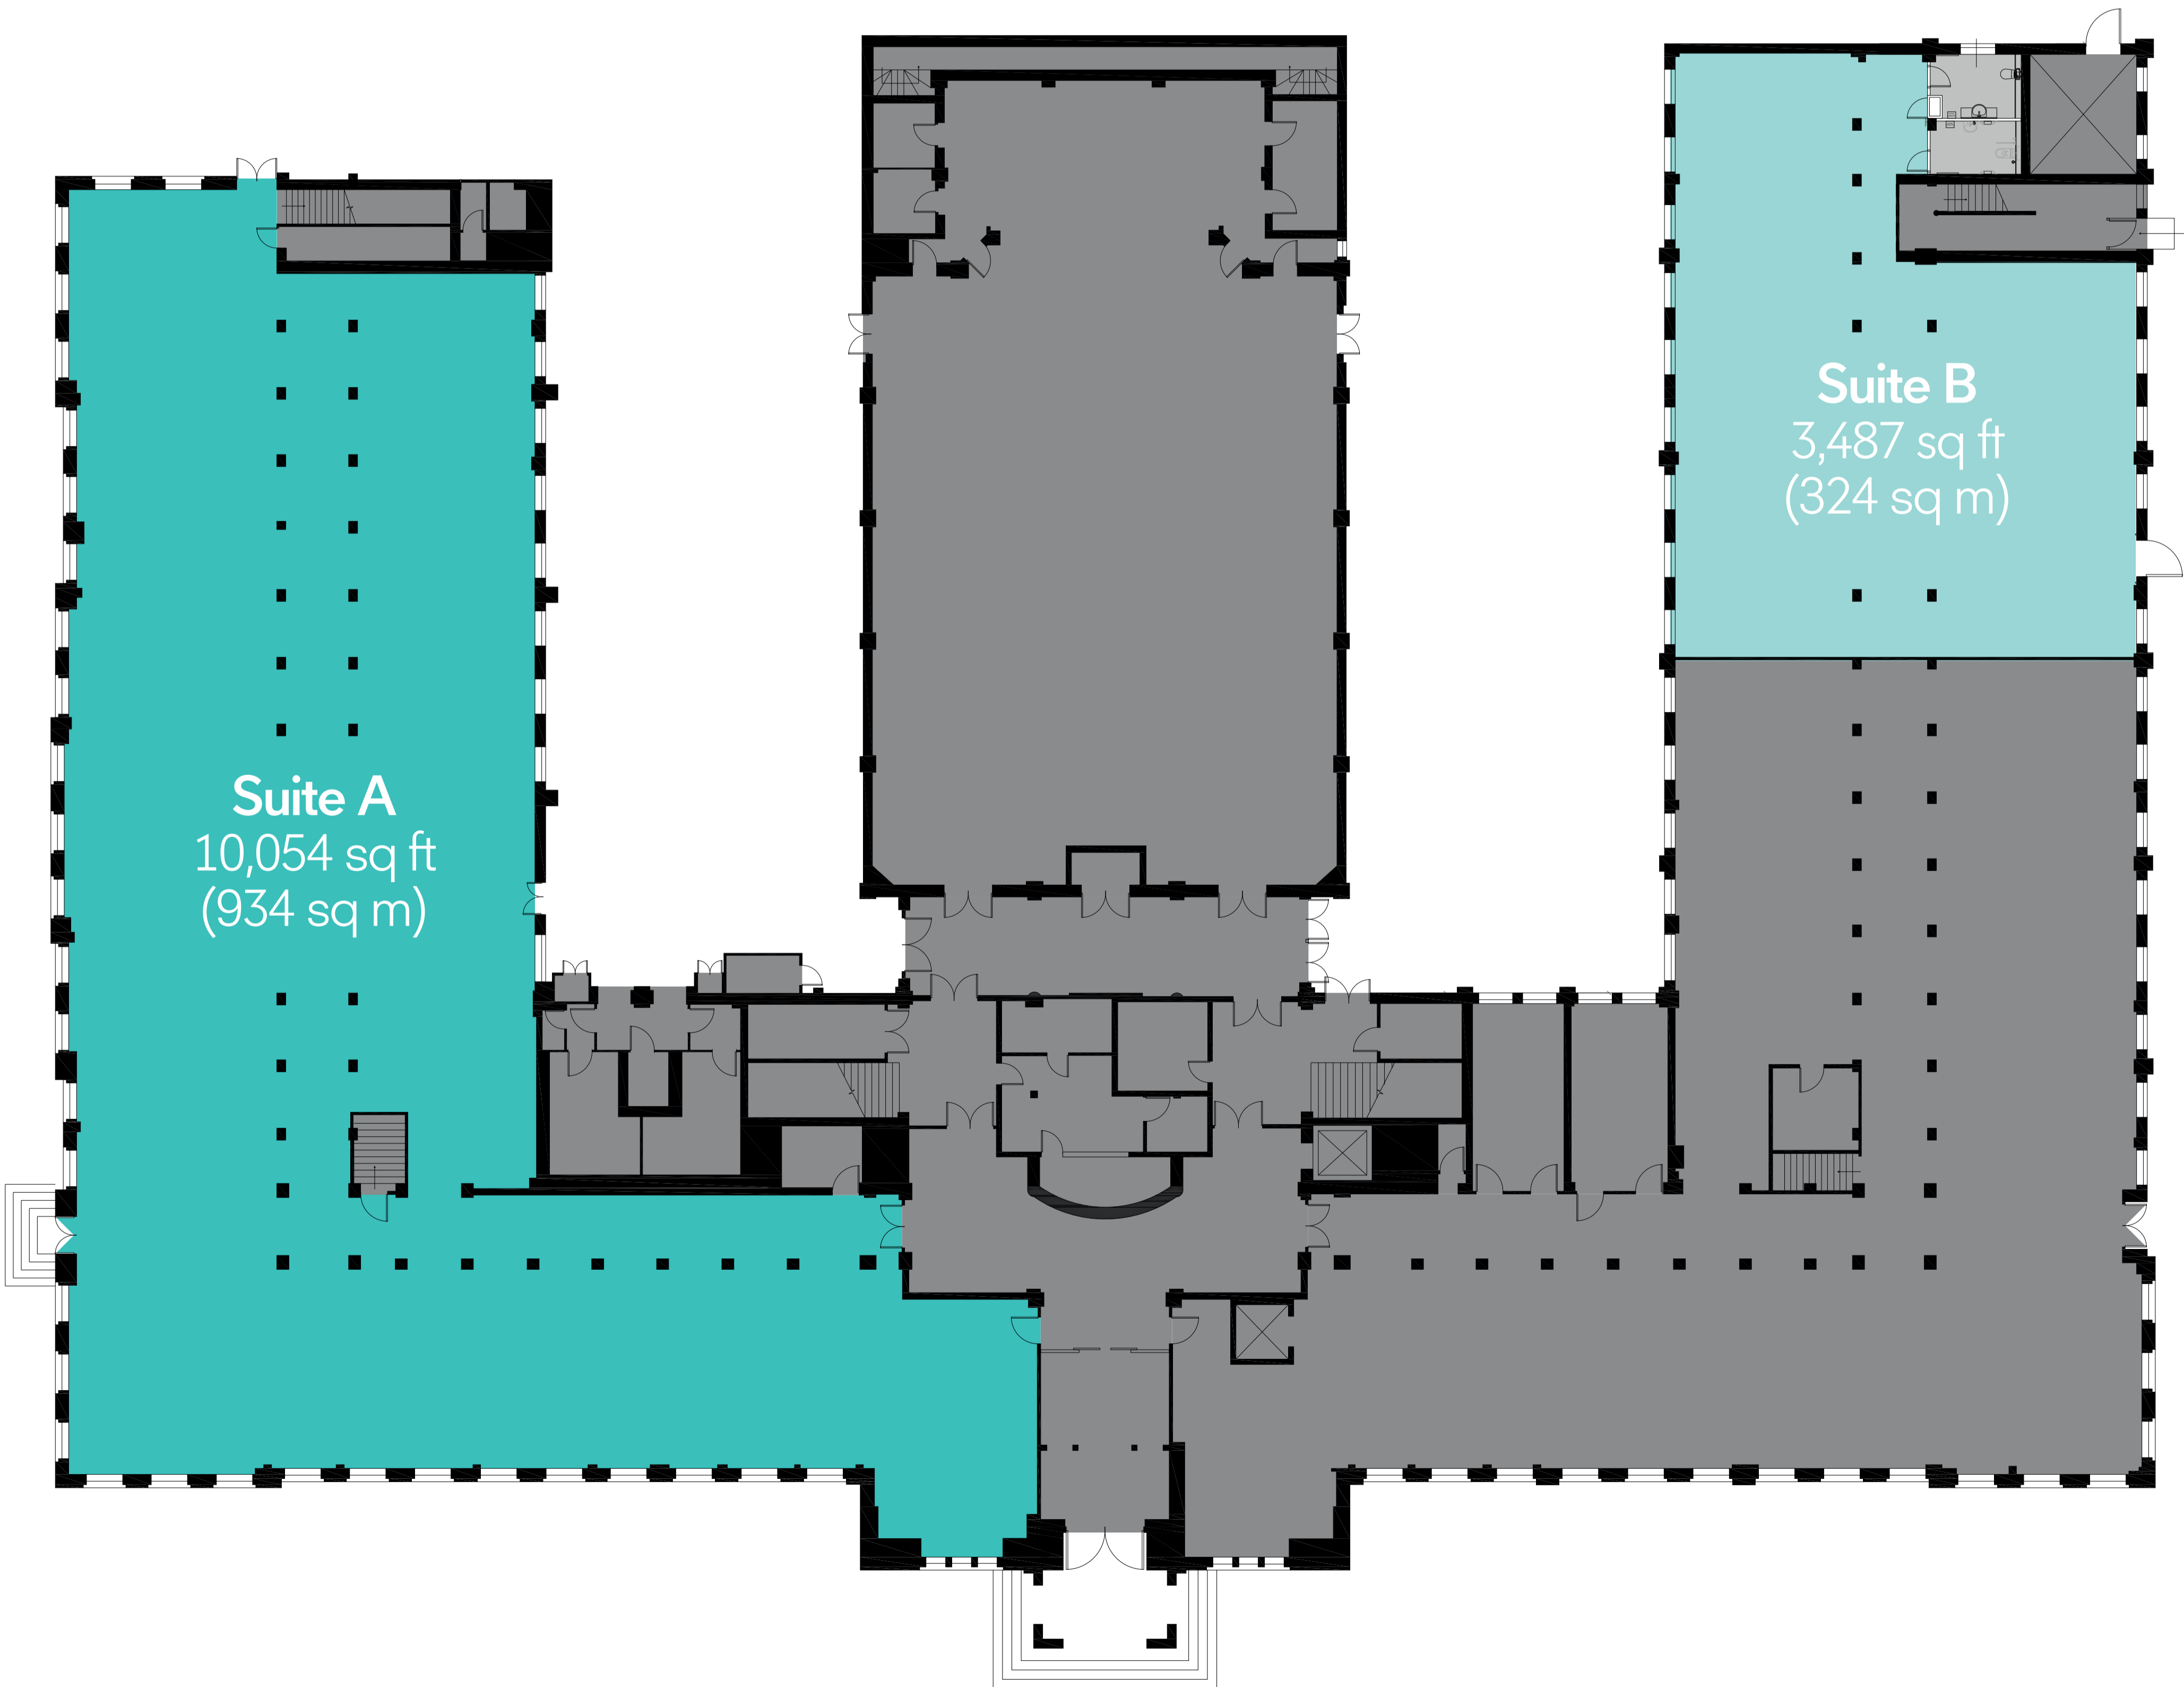 Suite A
10,054 sq ft
(934 sq m)
Suite B
3,487 sq ft
(324 sq m)